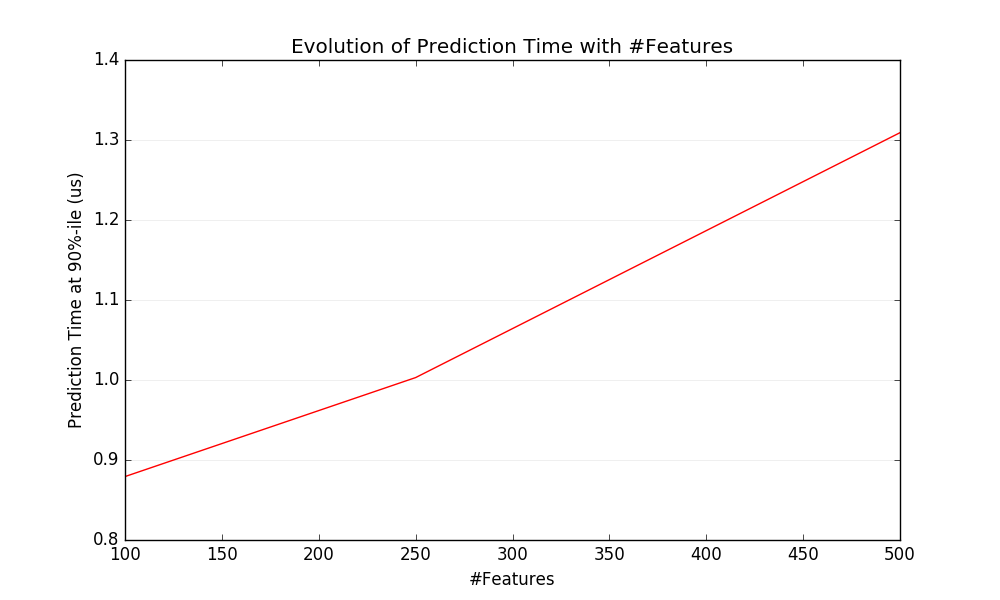 Evolution of Prediction Time with #Features
Prediction Time at 90%-ile (us)
1.4
1.3
1.2
1.1
1.0
0.9
0.8
100 150 200 250 300 350 400 450 500
#Features